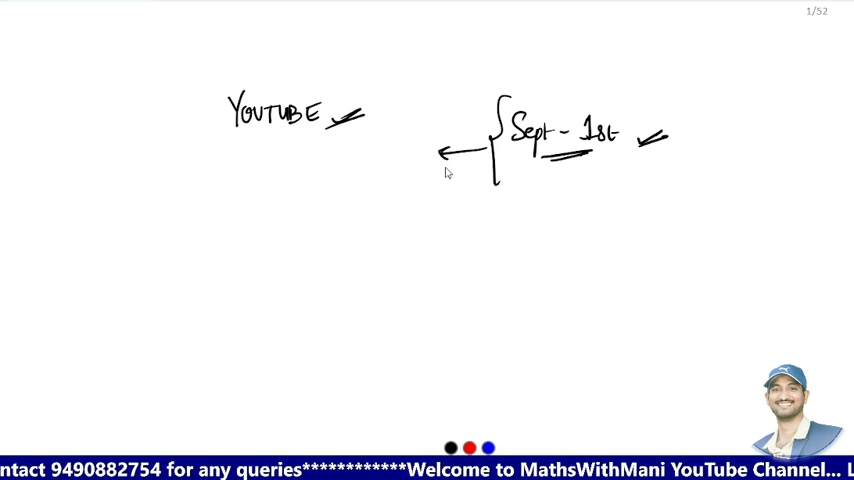 1/52
YOUTUBE
Sept - 1st
ntact 9490882754 for any queries************Welcome to MathsWithMani YouTube Channel... L